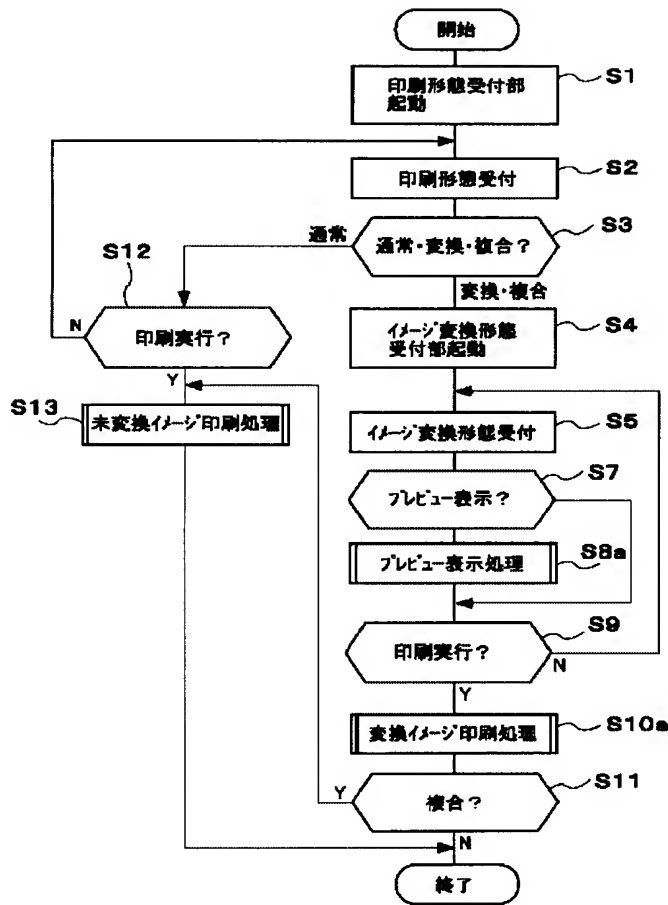 開始
印刷形態受付部
起動
S1
印刷形態受付
S2
通常・変換・複合?
S3
通常
変換・複合
S12
N
印刷実行?
Y
イメージ変換形態
受付部起動
S4
S13
未変換イメージ印刷処理
イメージ変換形態受付
S5
プレビュー表示?
S7
プレビュー表示処理
S8a
印刷実行?
S9
N
Y
変換イメージ印刷処理
S10a
複合?
S11
Y
N
終了